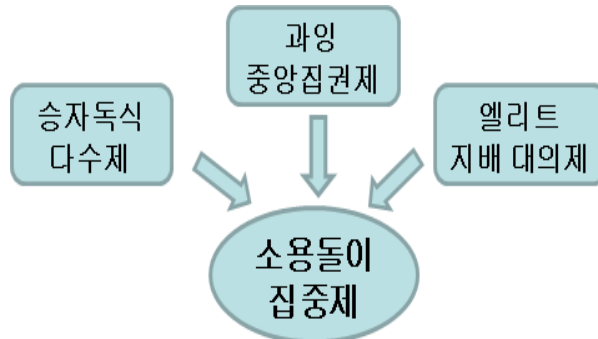 과잉
중앙집권제
승자독식
다수제
엘리트
지배 대의제
소용돌이
집중제